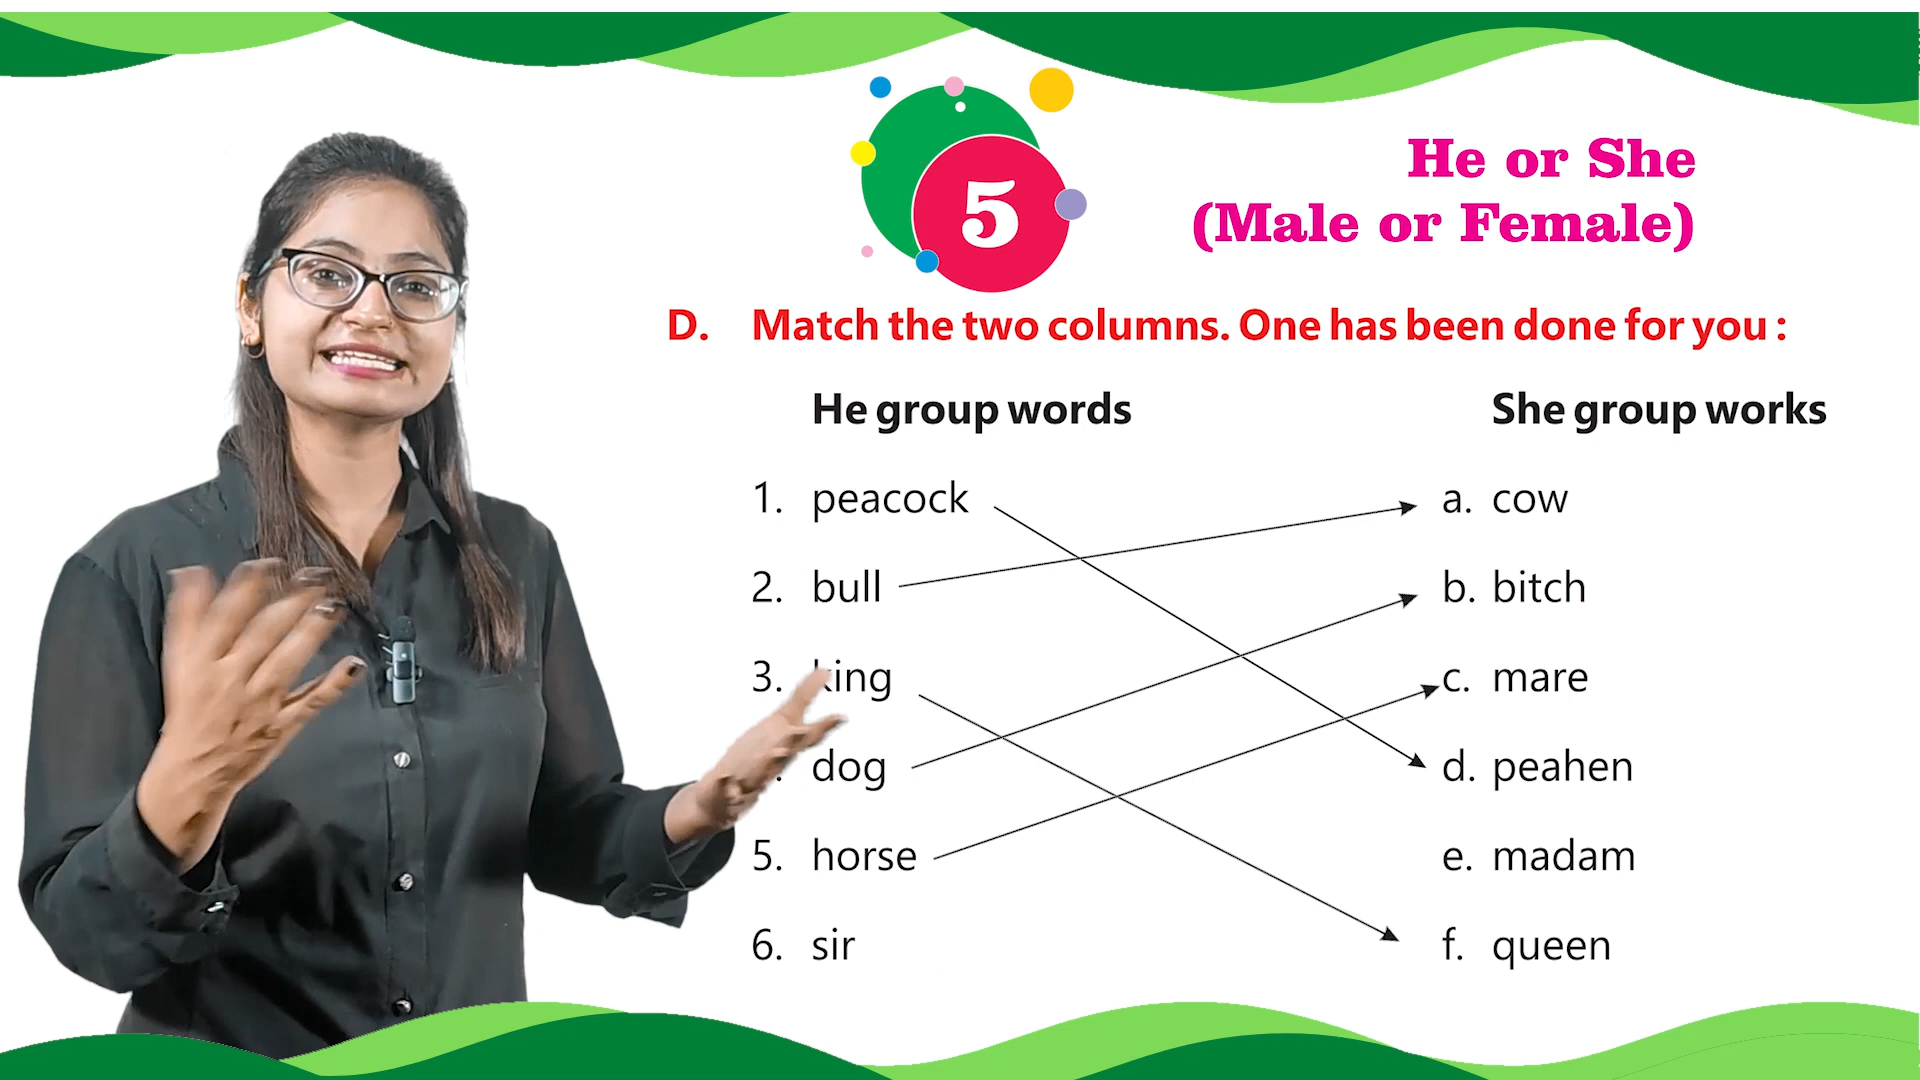 5
He or She
(Male or Female)
D. Match the two columns. One has been done for you :
He group words She group works
1. peacock a. cow
2. bull b. bitch
3. king c. mare
dog d. peahen
5. horse e. madam
6. sir f. queen